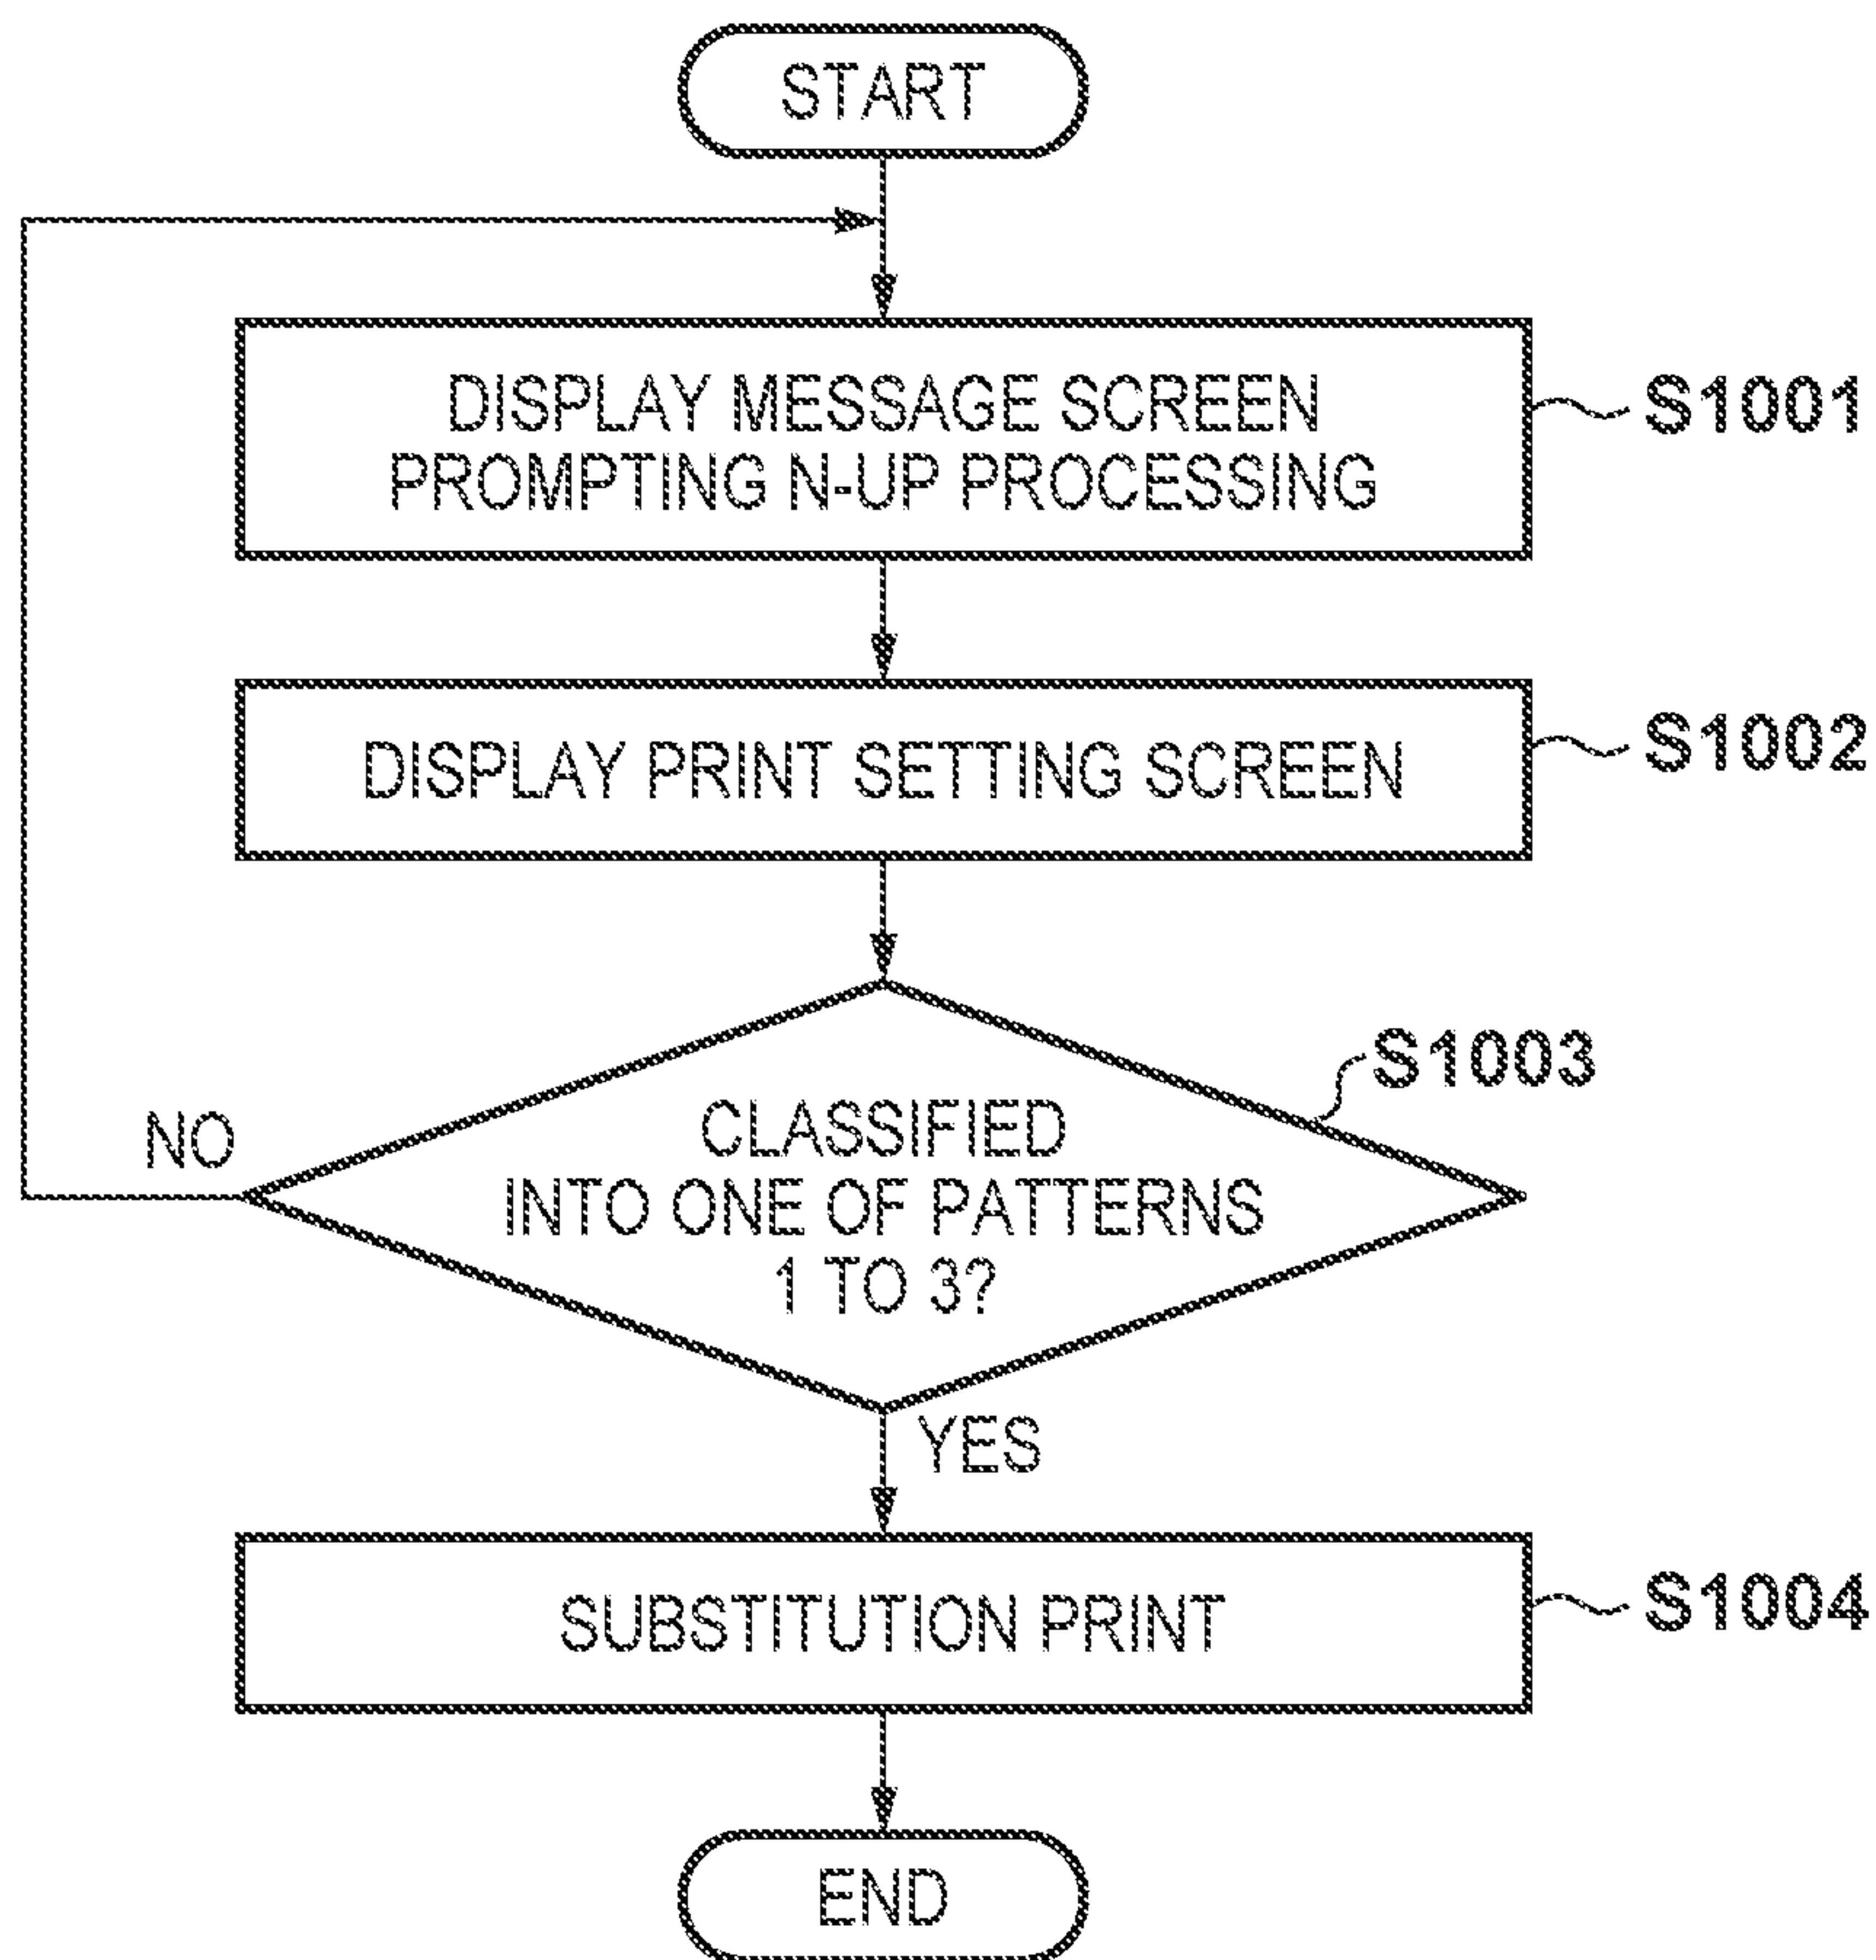 START
DISPLAY MESSAGE SCREEN
PROMPTING N-UP PROCESSING
S1001
DISPLAY PRINT SETTING SCREEN
S1002
S1003
CLASSIFIED
INTO ONE OF PATTERNS
1 TO 3?
NO
YES
SUBSTITUTION PRINT
S1004
END